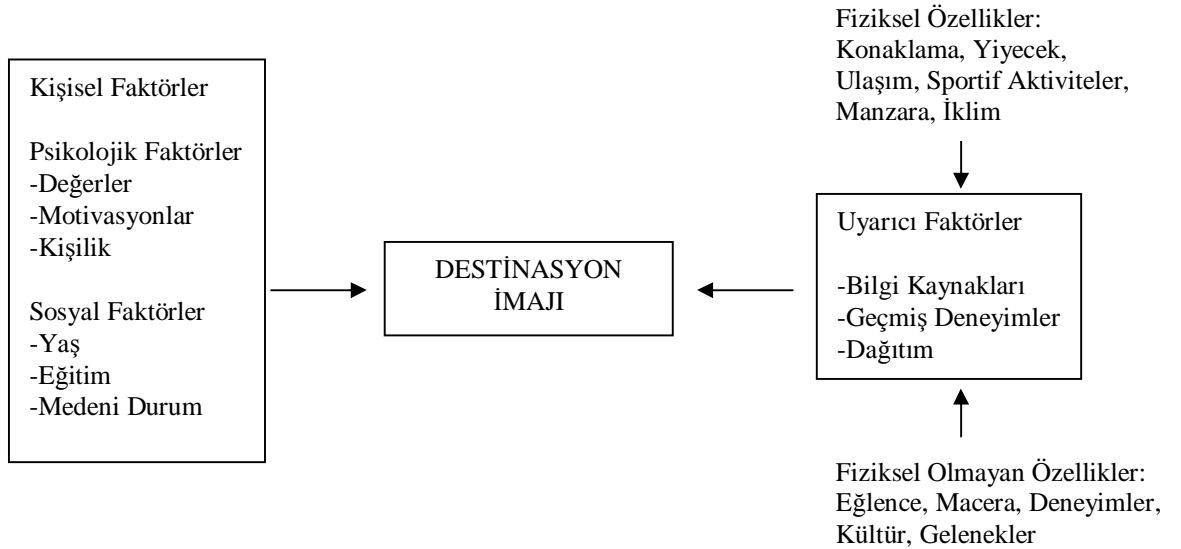 Kişisel Faktörler
Psikolojik Faktörler
-Değerler
-Motivasyonlar
-Kişilik
Sosyal Faktörler
-Yaş
-Eğitim
-Medeni Durum
DESTİNASYON
İMAJI
Fiziksel Özellikler:
Konaklama, Yiyecek,
Ulaşım, Sportif Aktiviteler,
Manzara, İklim
Uyarıcı Faktörler
-Bilgi Kaynakları
-Geçmiş Deneyimler
-Dağıtım
Fiziksel Olmayan Özellikler:
Eğlence, Macera, Deneyimler,
Kültür, Gelenekler